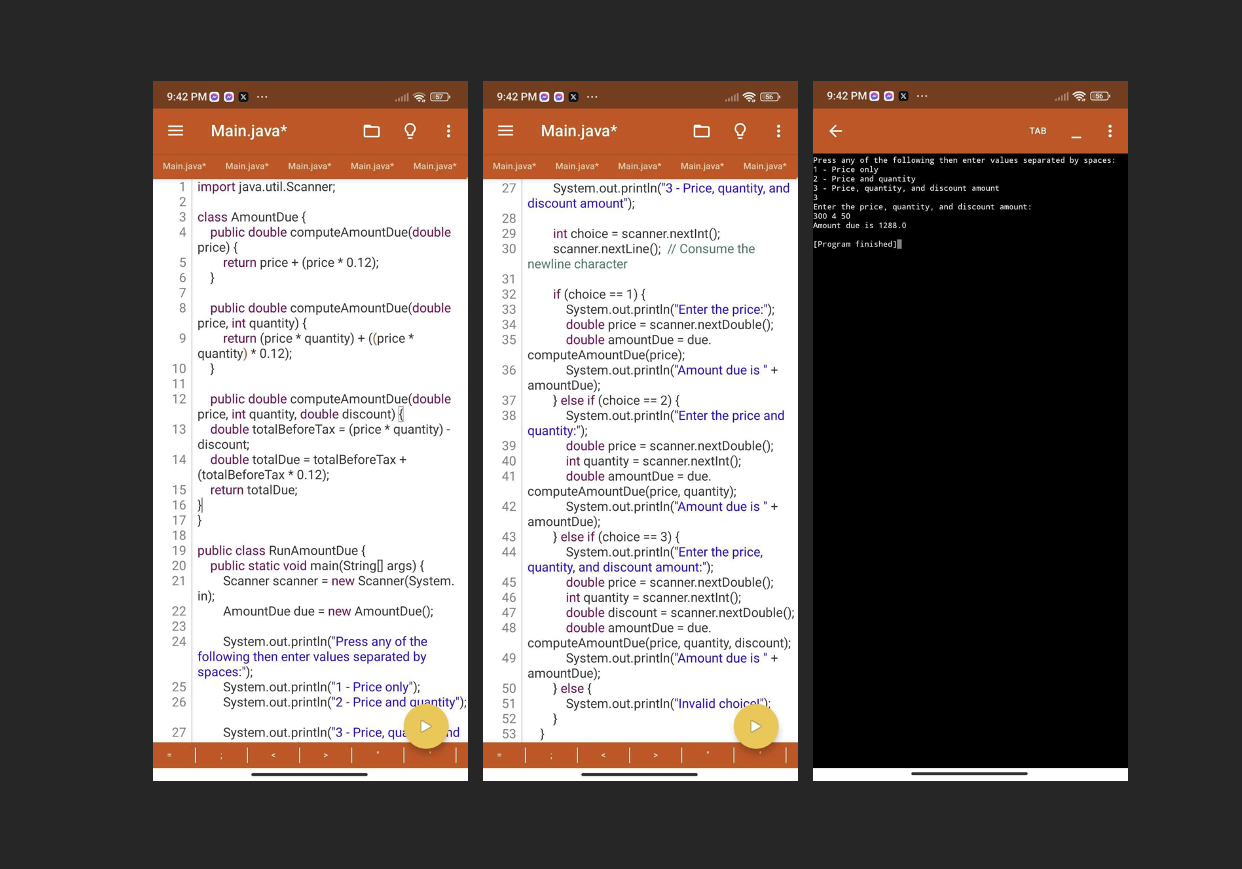 9:42 PM
57
Main.java*
Main.java* Main.java* Main.java* Main.java* Main.java*
1 import java.util.Scanner;
2
3 class AmountDue {
4 public double computeAmountDue(double
price) {
5 return price + (price * 0.12);
6 }
7
8 public double computeAmountDue(double
price, int quantity) {
9 return (price * quantity) + ((price *
quantity) * 0.12);
10 }
11
12 public double computeAmountDue(double
price, int quantity, double discount) {
13 double totalBeforeTax = (price * quantity) -
discount;
14 double totalDue = totalBeforeTax +
(totalBeforeTax * 0.12);
15 return totalDue;
16 }
17 }
18
19 public class RunAmountDue {
20 public static void main(String[] args) {
21 Scanner scanner = new Scanner(System.
in);
22 AmountDue due = new AmountDue();
23
24 System.out.println("Press any of the
following then enter values separated by
spaces:");
25 System.out.println("1 - Price only");
26 System.out.println("2 - Price and quantity");
27 System.out.println("3 - Price, qua nd
= ; < > "
9:42 PM
56
Main.java*
Main.java* Main.java* Main.java* Main.java* Main.java*
27 System.out.println("3 - Price, quantity, and
discount amount");
28
29 int choice = scanner.nextInt();
30 scanner.nextLine(); // Consume the
newline character
31
32 if (choice == 1) {
33 System.out.println("Enter the price:");
34 double price = scanner.nextDouble();
35 double amountDue = due.
computeAmountDue(price);
36 System.out.println("Amount due is " +
amountDue);
37 } else if (choice == 2) {
38 System.out.println("Enter the price and
quantity:");
39 double price = scanner.nextDouble();
40 int quantity = scanner.nextInt();
41 double amountDue = due.
computeAmountDue(price, quantity);
42 System.out.println("Amount due is " +
amountDue);
43 } else if (choice == 3) {
44 System.out.println("Enter the price,
quantity, and discount amount:");
45 double price = scanner.nextDouble();
46 int quantity = scanner.nextInt();
47 double discount = scanner.nextDouble();
48 double amountDue = due.
computeAmountDue(price, quantity, discount);
49 System.out.println("Amount due is " +
amountDue);
50 } else {
51 System.out.println("Invalid choice!");
52 }
53 }
= ; < > "
9:42 PM
56
TAB
Press any of the following then enter values separated by spaces:
1 - Price only
2 - Price and quantity
3 - Price, quantity, and discount amount
3
Enter the price, quantity, and discount amount:
300 4 50
Amount due is 1288.0
[Program finished]